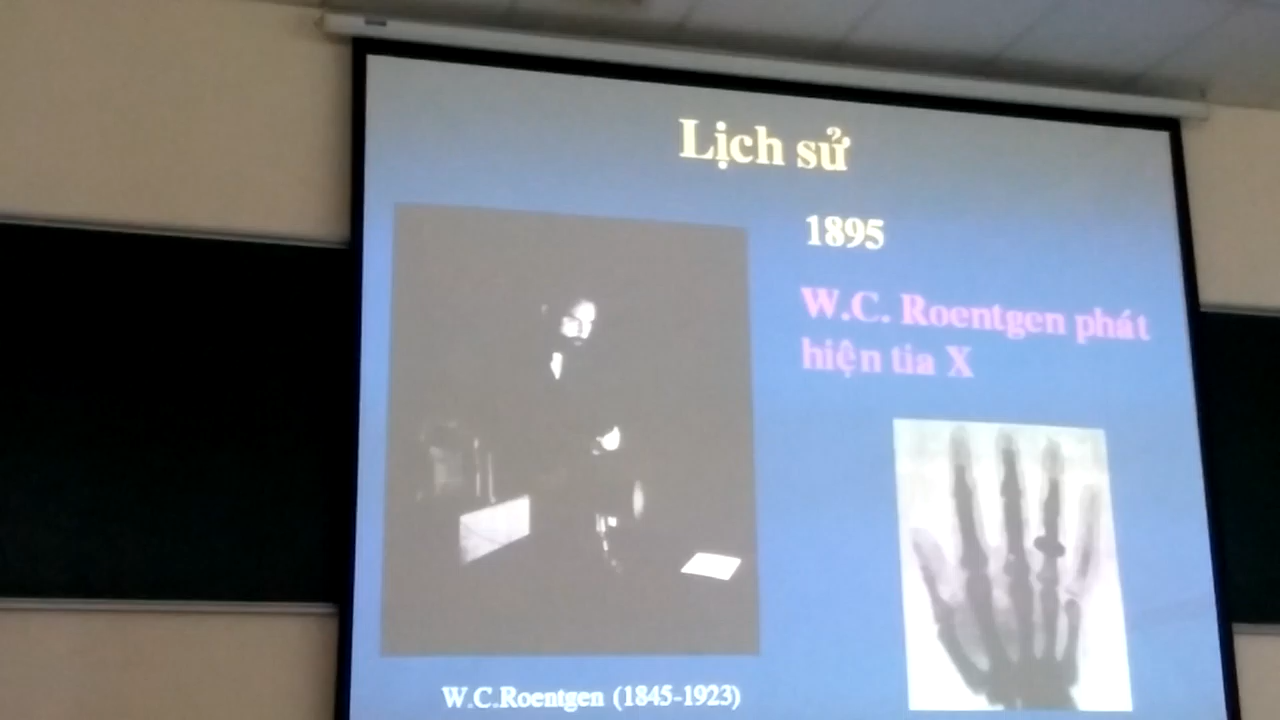 Lịch sử
1895
W.C. Roentgen phát
hiện tia X
W.C.Roentgen (1845-1923)